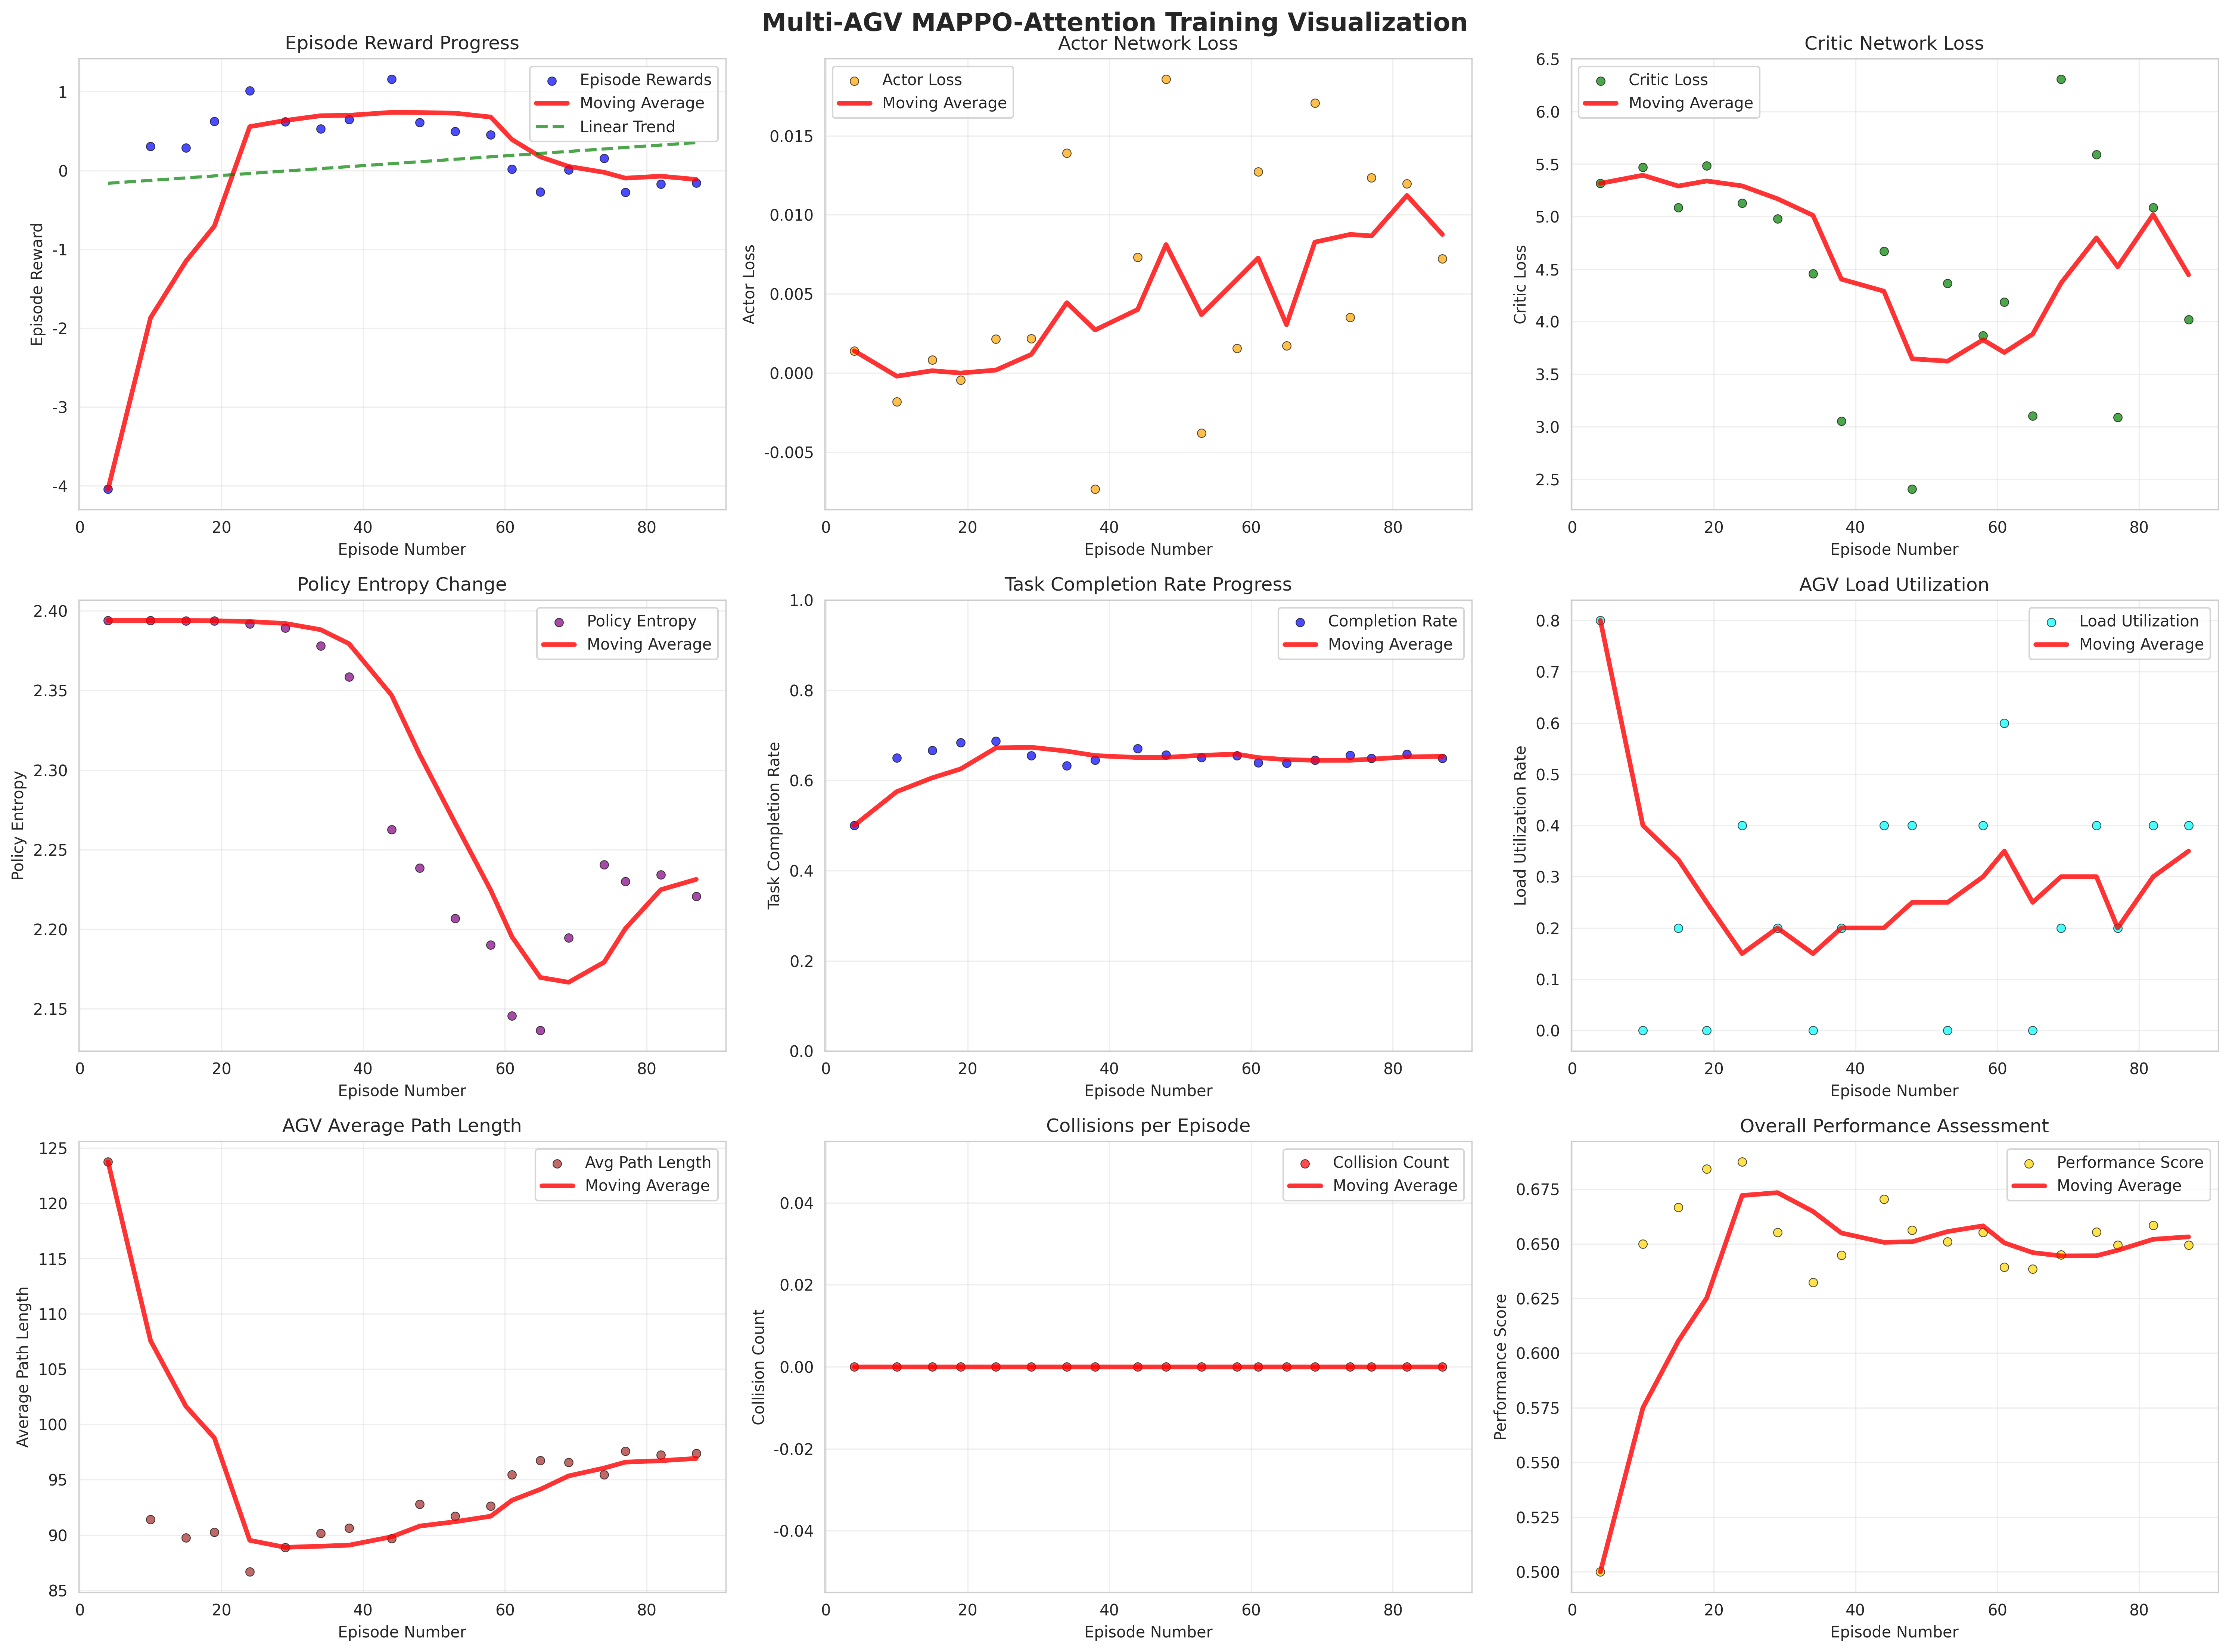 Multi-AGV MAPPO-Attention Training Visualization
Episode Reward Progress
Episode Rewards
Moving Average
Linear Trend
1
0
-1
-2
-3
-4
Episode Reward
0 20 40 60 80
Episode Number
Actor Network Loss
Actor Loss
Moving Average
0.015
0.010
0.005
0.000
-0.005
Actor Loss
0 20 40 60 80
Episode Number
Critic Network Loss
Critic Loss
Moving Average
6.5
6.0
5.5
5.0
4.5
4.0
3.5
3.0
2.5
Critic Loss
0 20 40 60 80
Episode Number
Policy Entropy Change
Policy Entropy
Moving Average
2.40
2.35
2.30
2.25
2.20
2.15
Policy Entropy
0 20 40 60 80
Episode Number
Task Completion Rate Progress
Completion Rate
Moving Average
1.0
0.8
0.6
0.4
0.2
0.0
Task Completion Rate
0 20 40 60 80
Episode Number
AGV Load Utilization
Load Utilization
Moving Average
0.8
0.7
0.6
0.5
0.4
0.3
0.2
0.1
0.0
Load Utilization Rate
0 20 40 60 80
Episode Number
AGV Average Path Length
Avg Path Length
Moving Average
125
120
115
110
105
100
95
90
85
Average Path Length
0 20 40 60 80
Episode Number
Collisions per Episode
Collision Count
Moving Average
0.04
0.02
0.00
-0.02
-0.04
Collision Count
0 20 40 60 80
Episode Number
Overall Performance Assessment
Performance Score
Moving Average
0.675
0.650
0.625
0.600
0.575
0.550
0.525
0.500
Performance Score
0 20 40 60 80
Episode Number